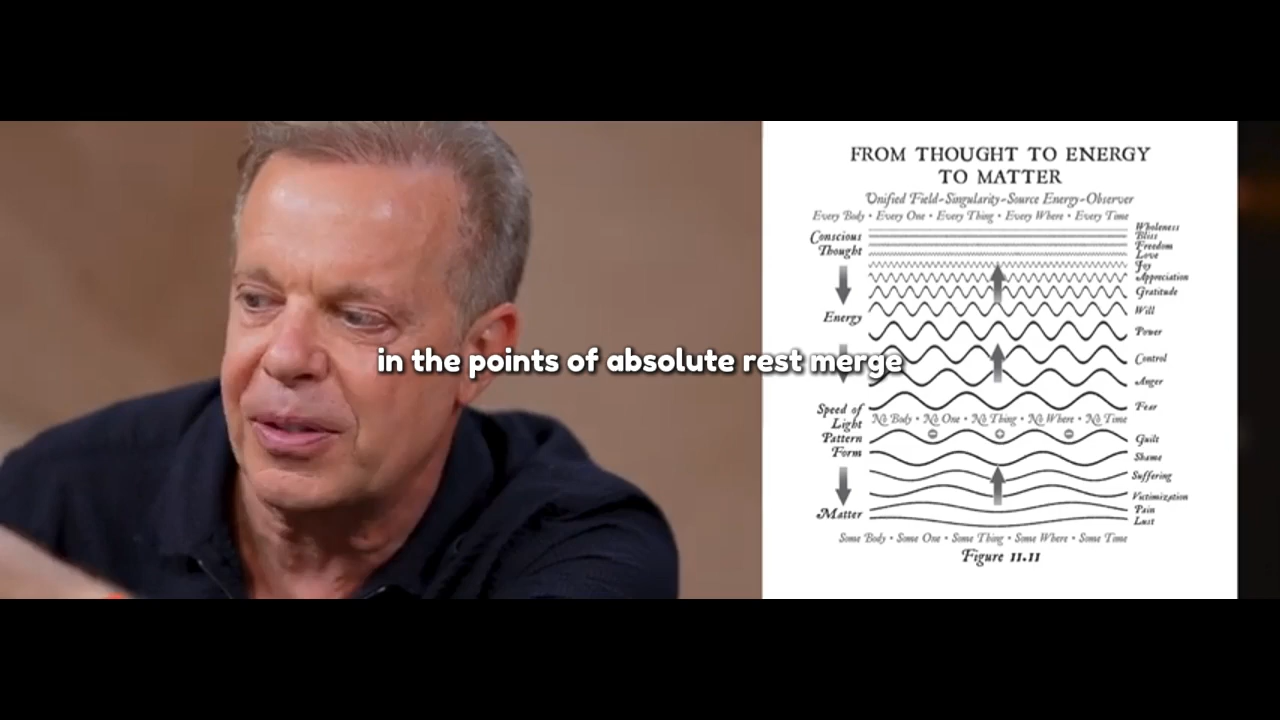 in the points of absolute rest merge
FROM THOUGHT TO ENERGY
TO MATTER
Unified Field-Singularity-Source Energy-Observer
Every Body • Every One • Every Thing • Every Where • Every Time
Conscious
Thought
Energy
Speed of
Light
Pattern
Form
Matter
Wholeness
Bliss
Freedom
Love
Joy
Appreciation
Gratitude
Will
Power
Control
Anger
Fear
No Body • No One • No Thing • No Where • No Time
Guilt
Shame
Suffering
Victimization
Pain
Lust
Some Body • Some One • Some Thing • Some Where • Some Time
Figure 11.11